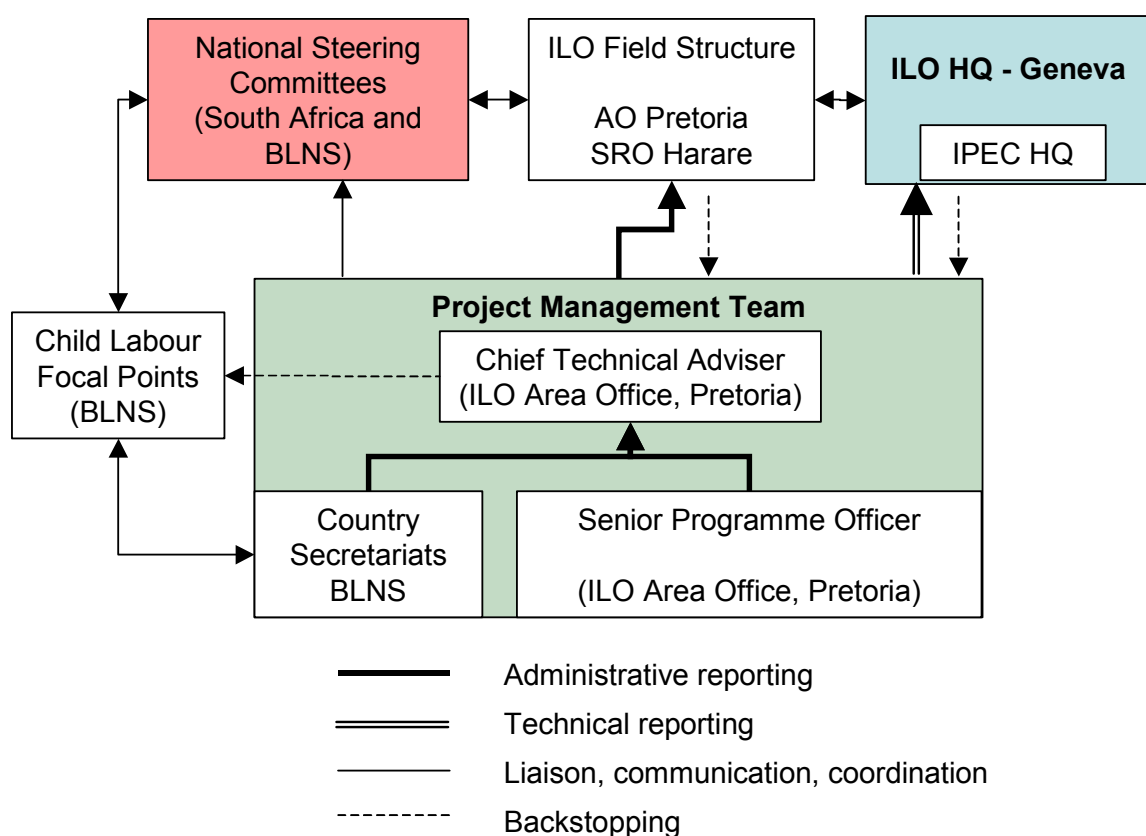 National Steering
Committees
(South Africa and
BLNS)
ILO Field Structure
AO Pretoria
SRO Harare
ILO HQ - Geneva
IPEC HQ
Project Management Team
Chief Technical Adviser
(ILO Area Office, Pretoria)
Child Labour
Focal Points
(BLNS)
Country
Secretariats
BLNS
Senior Programme Officer
(ILO Area Office, Pretoria)
Administrative reporting
Technical reporting
Liaison, communication, coordination
Backstopping